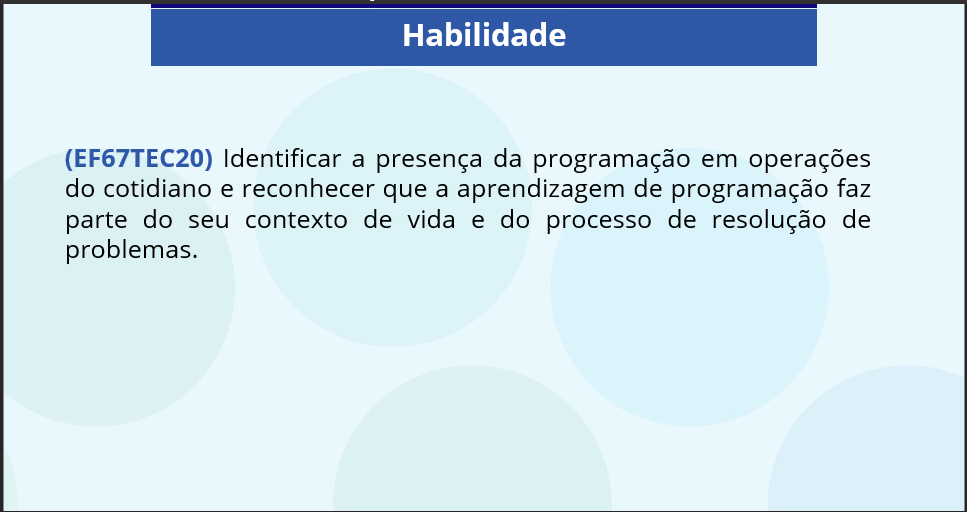 Habilidade
(EF67TEC20) Identificar a presença da programação em operações
do cotidiano e reconhecer que a aprendizagem de programação faz
parte do seu contexto de vida e do processo de resolução de
problemas.